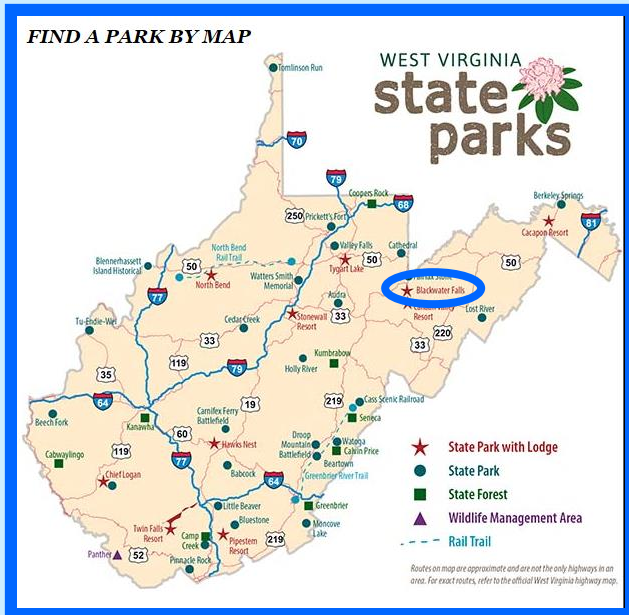 FIND A PARK BY MAP
WEST VIRGINIA
state
parks
Tomlinson Run
70
79
68
Coopers Rock
Berkeley Springs
81
Cacapon Resort
250
Prickett's Fort
Valley Falls
Cathedral
50
Tygart Lake
50
North Bend
Rail Trail
Blennerhassett
Island Historical
50
North Bend
Watters Smith
Memorial
Blackwater Falls
Resort
Lost River
77
Audra
Stonewall
Resort
33
220
33
Cedar Creek
Tu-Endie-Wei
33
119
Kumbrabow
Holly River
79
35
64
219
Cass Scenic Railroad
19
Carnifex Ferry
Battlefield
Seneca
Beech Fort
Kanawha
60
Droop
Mountain
Battlefield
Watoga
Calvin Price
Beartown
Hawks Nest
119
Cabwaylingo
77
Babcock
64
Greenbrier River Trail
Chief Logan
Little Beaver
Greenbrier
Bluestone
Moncove
Lake
Twin Falls
Resort
Camp
Creek
Pipestem
Resort
219
Panther
52
Pinnacle Rock
State Park with Lodge
State Park
State Forest
Wildlife Management Area
Rail Trail
Routes on map are approximate and are not the only highways in
area. For exact routes, refer to the official West Virginia highway map.